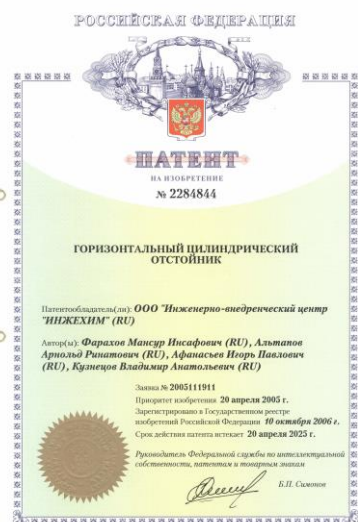 РОССИЙСКАЯ ФЕДЕРАЦИЯ
ПАТЕНТ
НА ИЗОБРЕТЕНИЕ
№ 2284844
ГОРИЗОНТАЛЬНЫЙ ЦИЛИНДРИЧЕСКИЙ
ОТСТОЙНИК
Патентообладатель(ли): ООО "Инженерно-внедренческий центр
"ИНЖЕХИМ" (RU)
Автор(ы): Фарахов Мансур Инсафович (RU), Альтапов
Арнольд Ринатович (RU), Афанасьев Игорь Павлович
(RU), Кузнецов Владимир Анатольевич (RU)
Заявка № 2005111911
Приоритет изобретения 20 апреля 2005 г.
Зарегистрировано в Государственном реестре
изобретений Российской Федерации 10 октября 2006 г.
Срок действия патента истекает 20 апреля 2025 г.
Руководитель Федеральной службы по интеллектуальной
собственности, патентам и товарным знакам
Б.П. Симонов